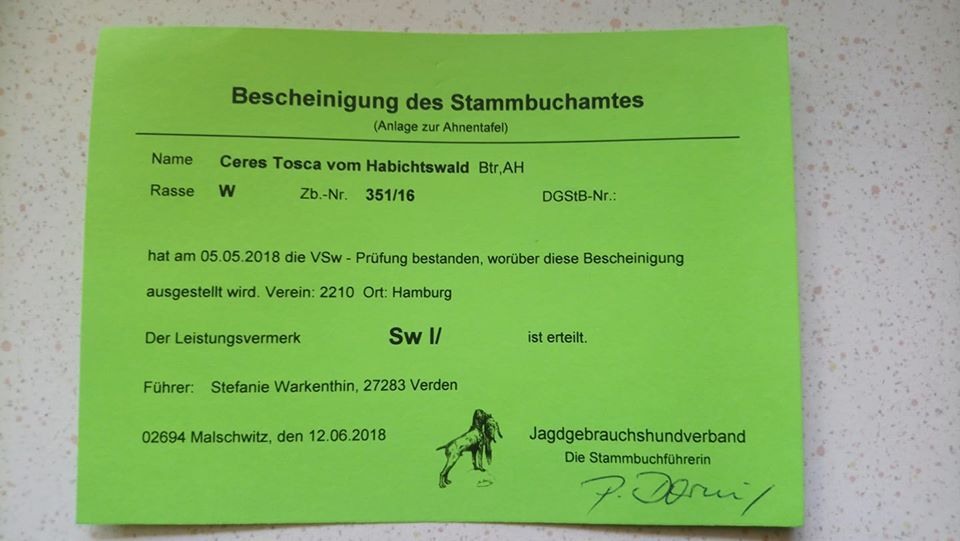 Bescheinigung des Stammbuchamtes
(Anlage zur Ahnentafel)
Name Ceres Tosca vom Habichtswald Btr,AH
Rasse W Zb.-Nr. 351/16 DGStB-Nr.:
hat am 05.05.2018 die VSw - Prüfung bestanden, worüber diese Bescheinigung
ausgestellt wird. Verein: 2210 Ort: Hamburg
Der Leistungsvermerk Sw I/ ist erteilt.
Führer: Stefanie Warkenthin, 27283 Verden
02694 Malschwitz, den 12.06.2018
Jagdgebrauchshundverband
Die Stammbuchführerin